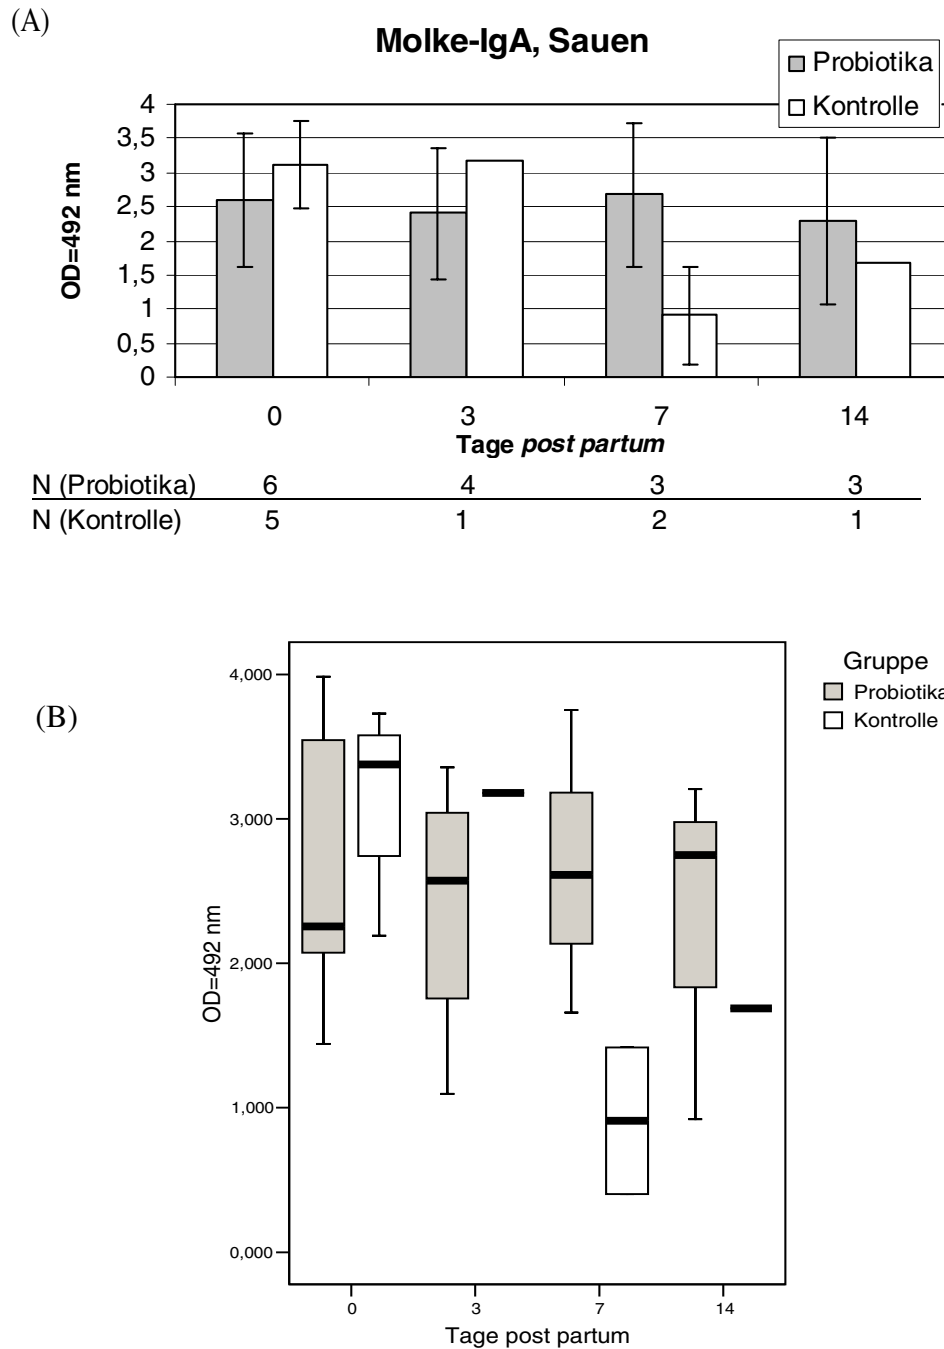 (A)
Molke-IgA, Sauen
Probiotika
Kontrolle
OD=492 nm
4
3,5
3
2,5
2
1,5
1
0,5
0
0 3 7 14
Tage post partum
N (Probiotika) 6 4 3 3
N (Kontrolle) 5 1 2 1
(B)
Gruppe
Probiotika
Kontrolle
OD=492 nm
4,000
3,000
2,000
1,000
0,000
0 3 7 14
Tage post partum